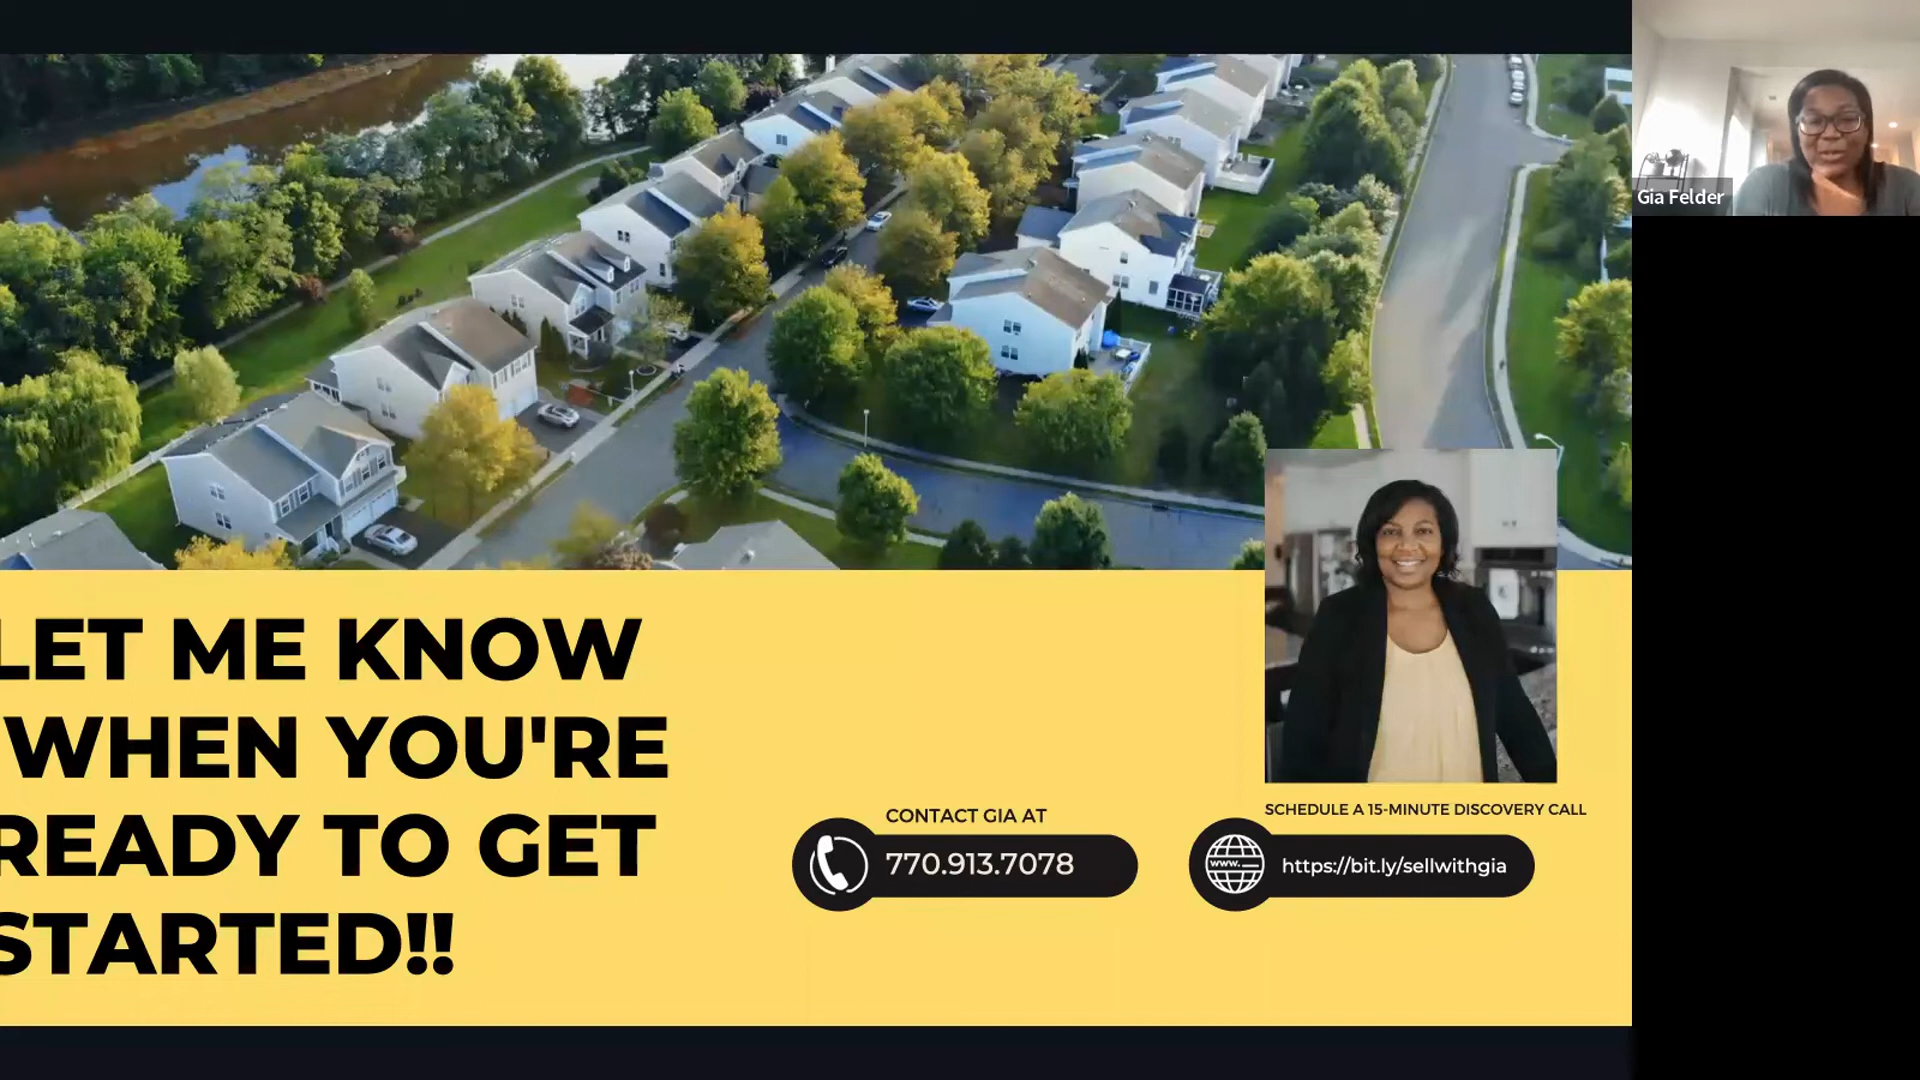 Gia Felder
LET ME KNOW
WHEN YOU'RE
READY TO GET
STARTED!!
CONTACT GIA AT
770.913.7078
SCHEDULE A 15-MINUTE DISCOVERY CALL
www.
https://bit.ly/sellwithgia